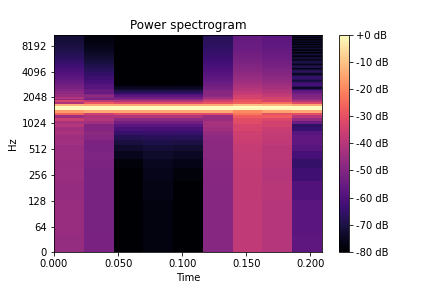 Power spectrogram
8192
4096
2048
1024
512
256
128
64
0
Hz
0.000 0.050 0.100 0.150 0.200
Time
+0 dB
-10 dB
-20 dB
-30 dB
-40 dB
-50 dB
-60 dB
-70 dB
-80 dB